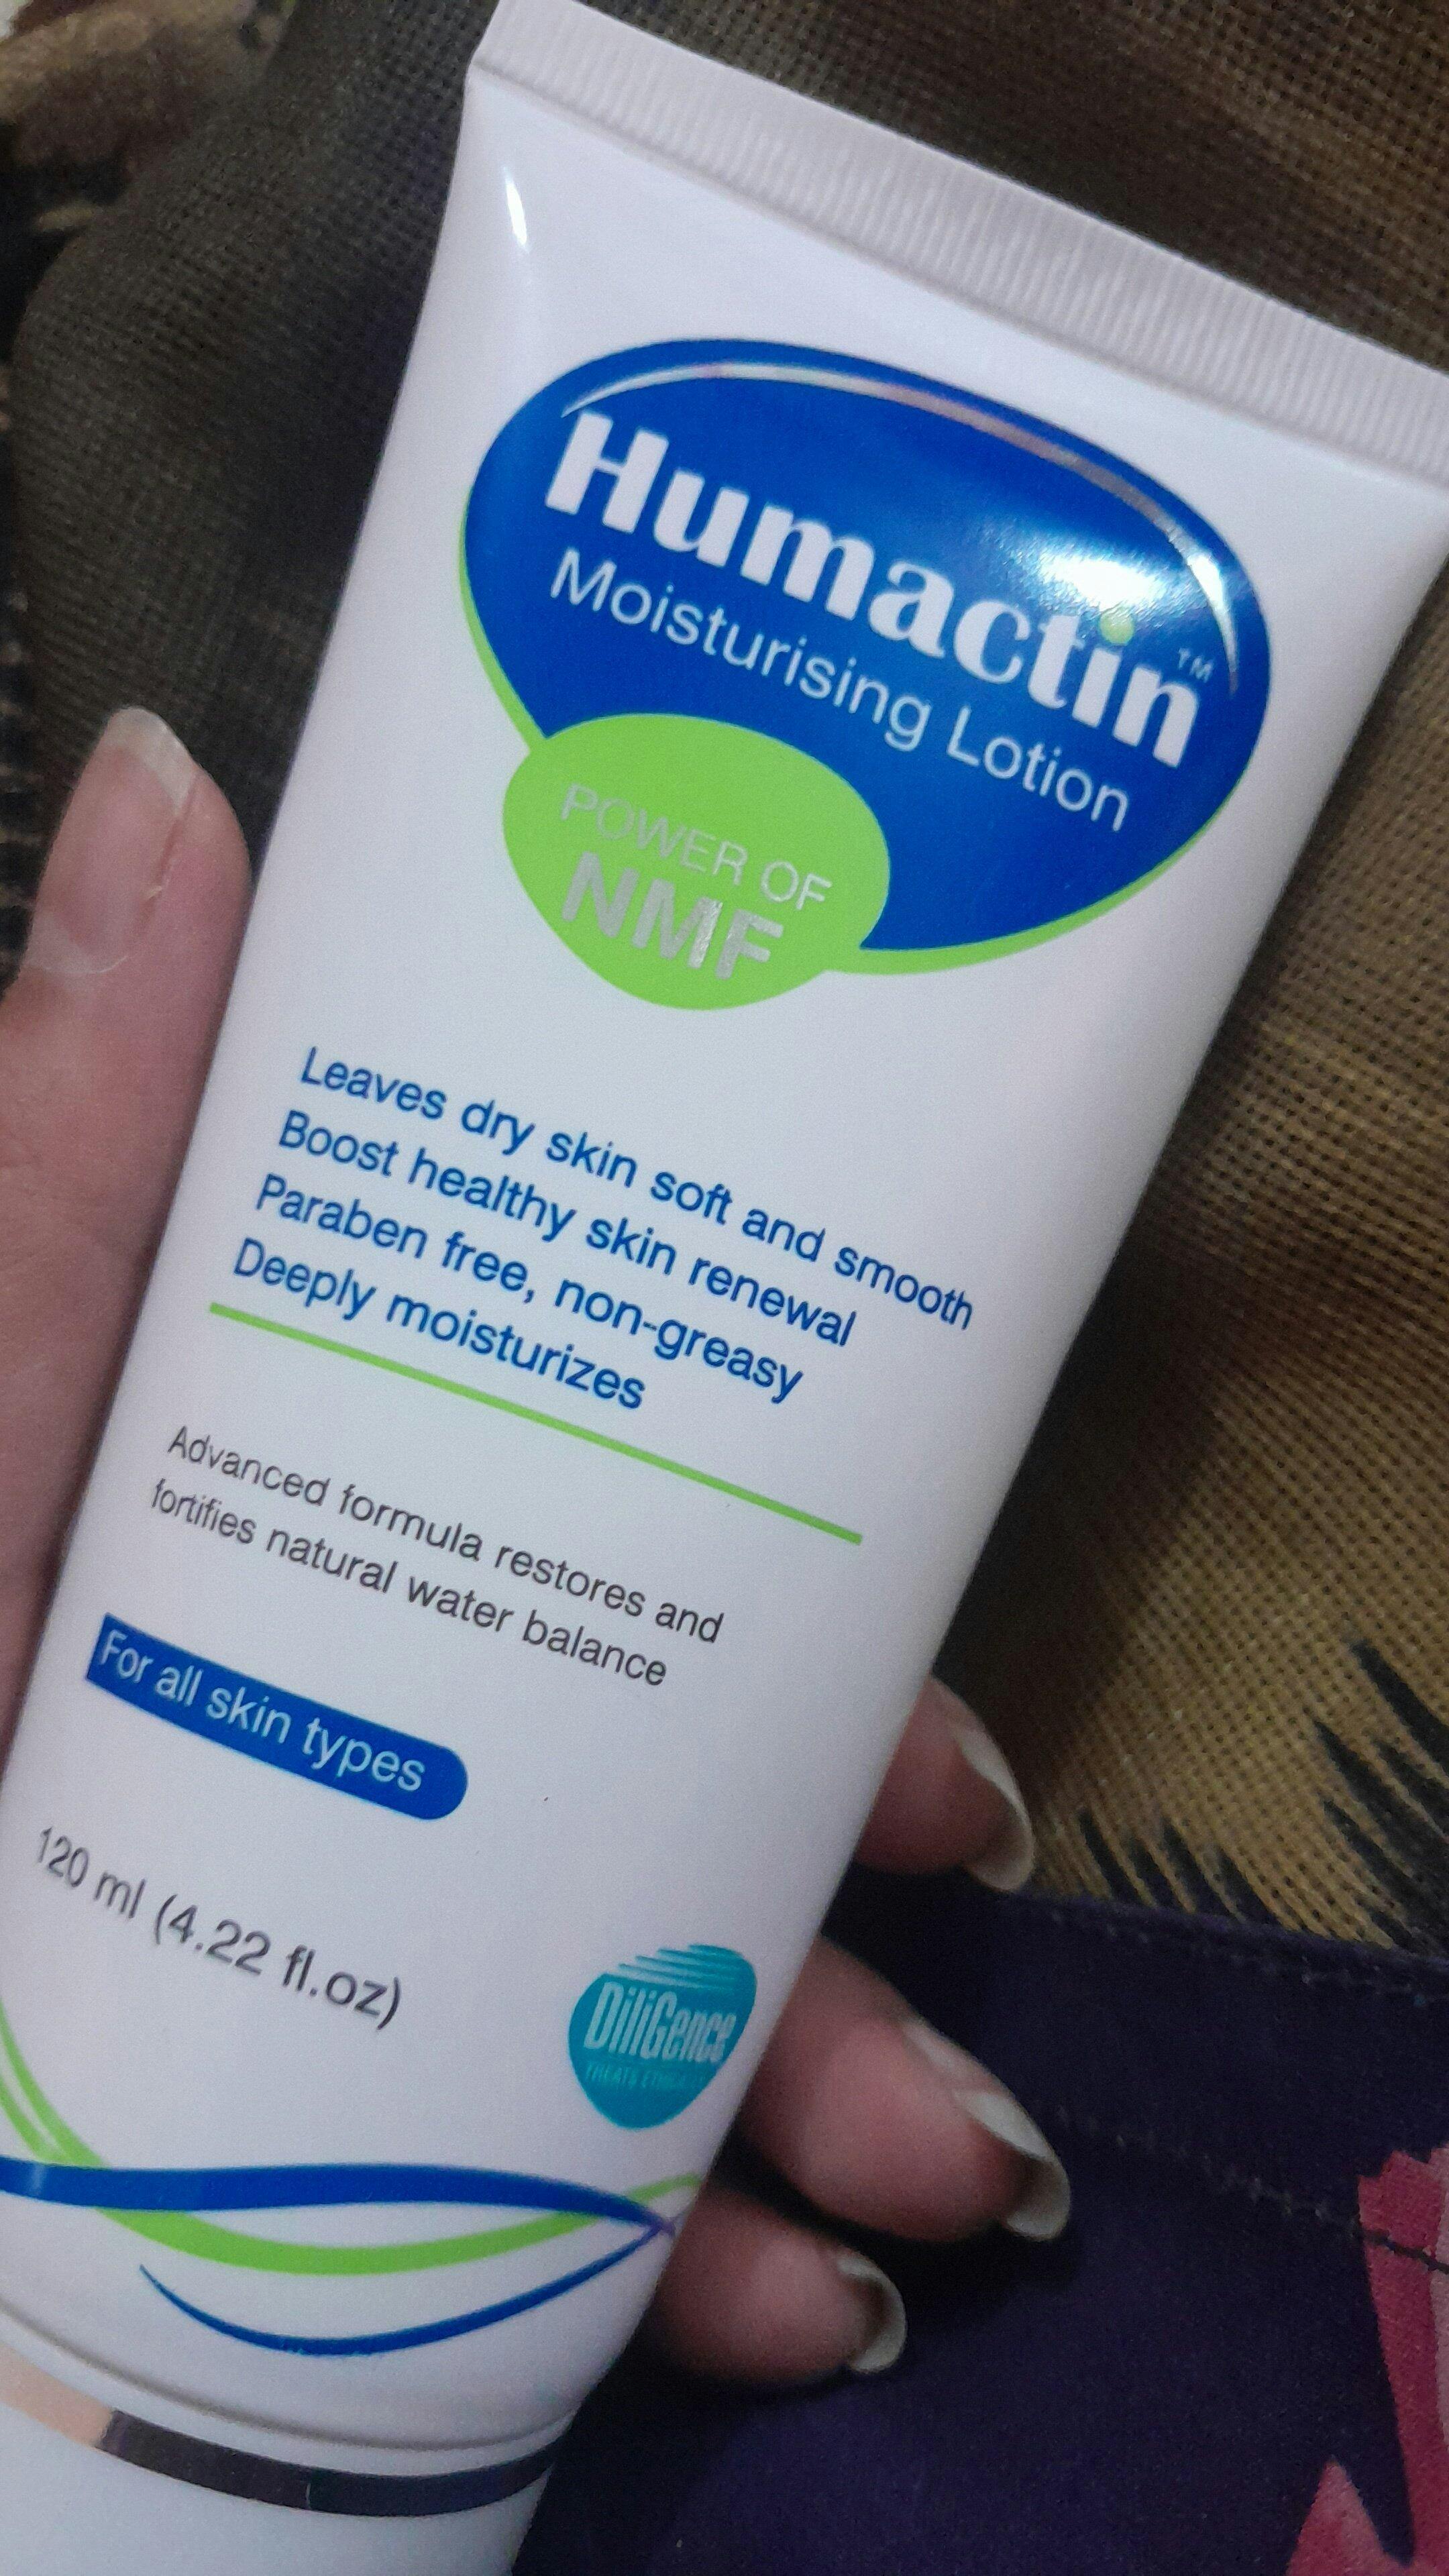 Humactin™
Moisturising Lotion
POWER OF
NMF
Leaves dry skin soft and smooth
Boost healthy skin renewal
Paraben free, non-greasy
Deeply moisturizes
Advanced formula restores and
fortifies natural water balance
For all skin types
120 ml (4.22 fl.oz)
DiliGence
TREATS